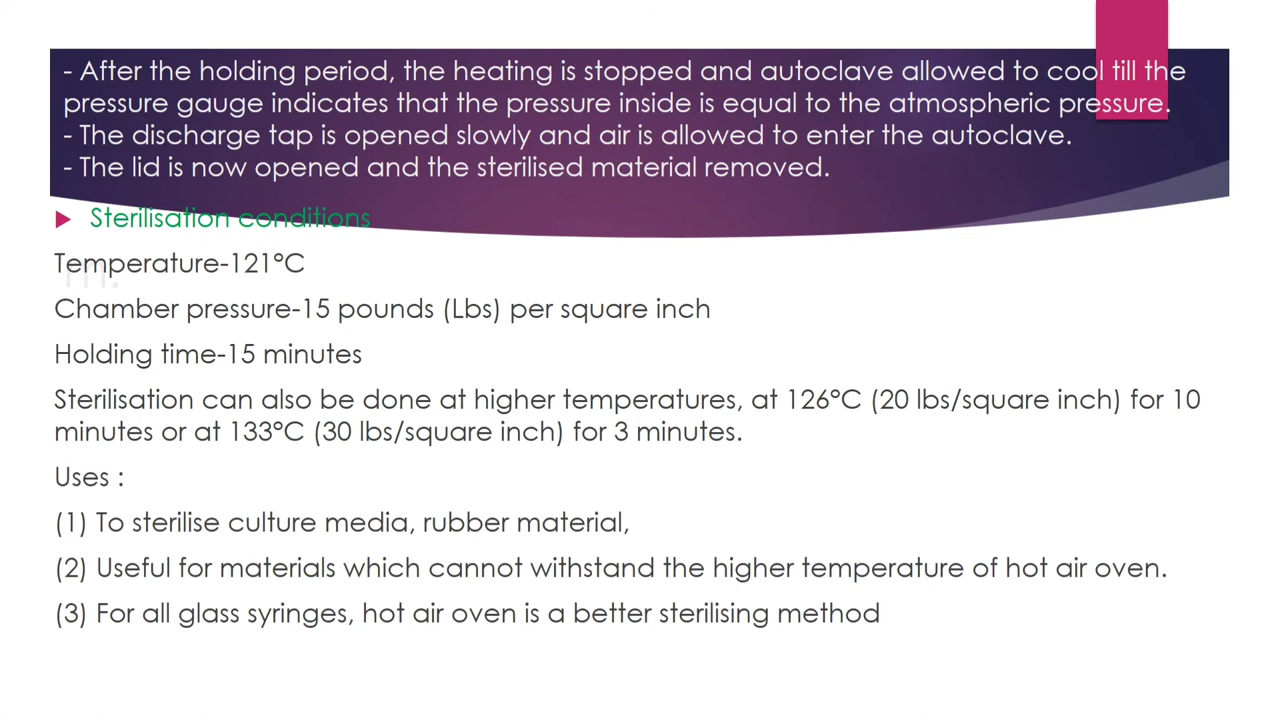 - After the holding period, the heating is stopped and autoclave allowed to cool till the
pressure gauge indicates that the pressure inside is equal to the atmospheric pressure.
- The discharge tap is opened slowly and air is allowed to enter the autoclave.
- The lid is now opened and the sterilised material removed.
Sterilisation conditions
Temperature-121°C
Chamber pressure-15 pounds (Lbs) per square inch
Holding time-15 minutes
Sterilisation can also be done at higher temperatures, at 126°C (20 lbs/square inch) for 10
minutes or at 133°C (30 lbs/square inch) for 3 minutes.
Uses :
(1) To sterilise culture media, rubber material,
(2) Useful for materials which cannot withstand the higher temperature of hot air oven.
(3) For all glass syringes, hot air oven is a better sterilising method